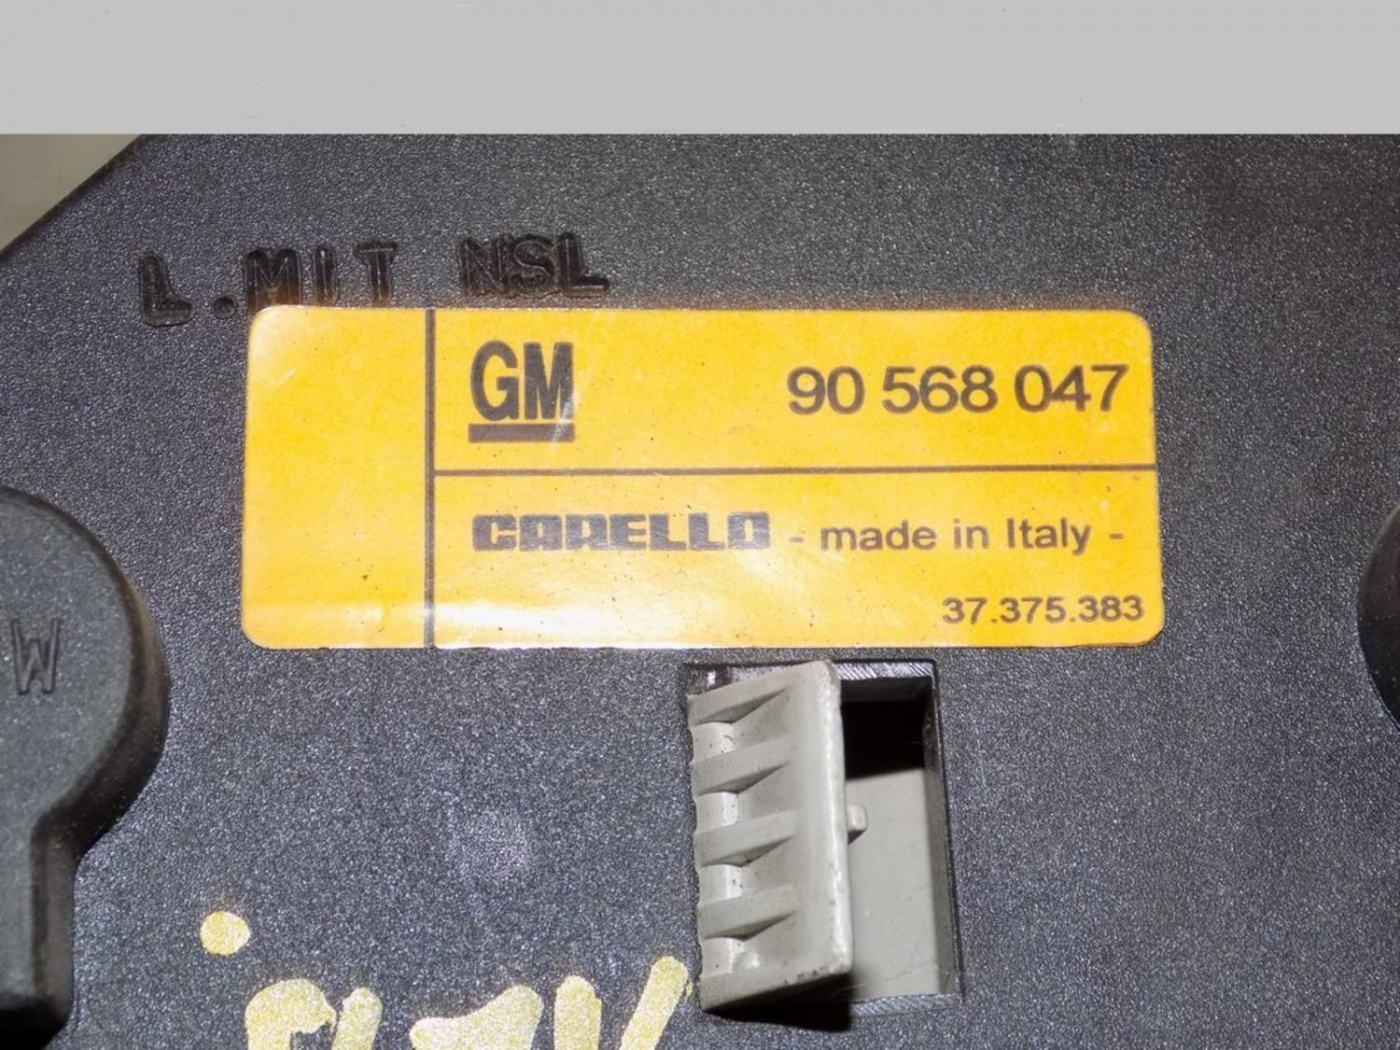 L.MIT NSL
GM 90 568 047
CARELLO - made in Italy -
37.375.383
W